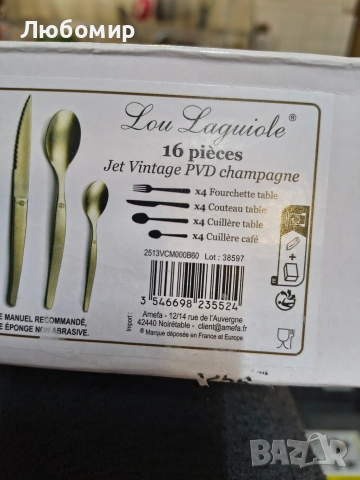 Любомир
Lou Laguiole®
16 pièces
Jet Vintage PVD champagne
x4 Fourchette table
x4 Couteau table
x4 Cuillère table
x4 Cuillère café
2513VCM000B60 Lot : 38597
3 546698 235524
Import :
Amefa - 12/14 rue de l'Auvergne
42440 Noirétable - client@amefa.com
® Marque déposée en France et Europe
E MANUEL RECOMMANDÉ,
E ÉPONGE NON ABRASIVE.
BAZAR